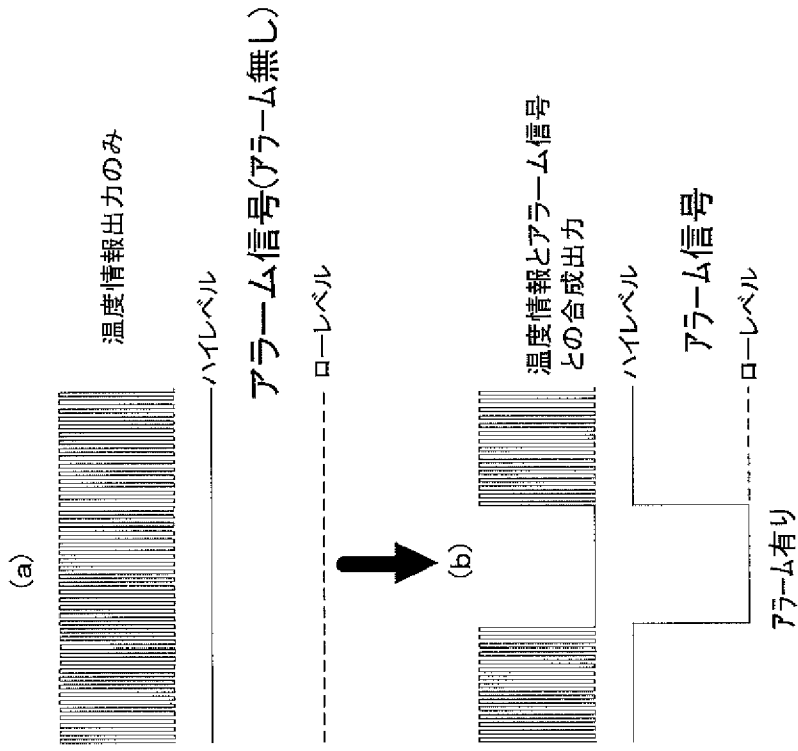 (a)
温度情報出力のみ
ハイレベル
アラーム信号(アラーム無し)
ローレベル
(b)
温度情報とアラーム信号
との合成出力
ハイレベル
アラーム信号
ローレベル
アラーム有り